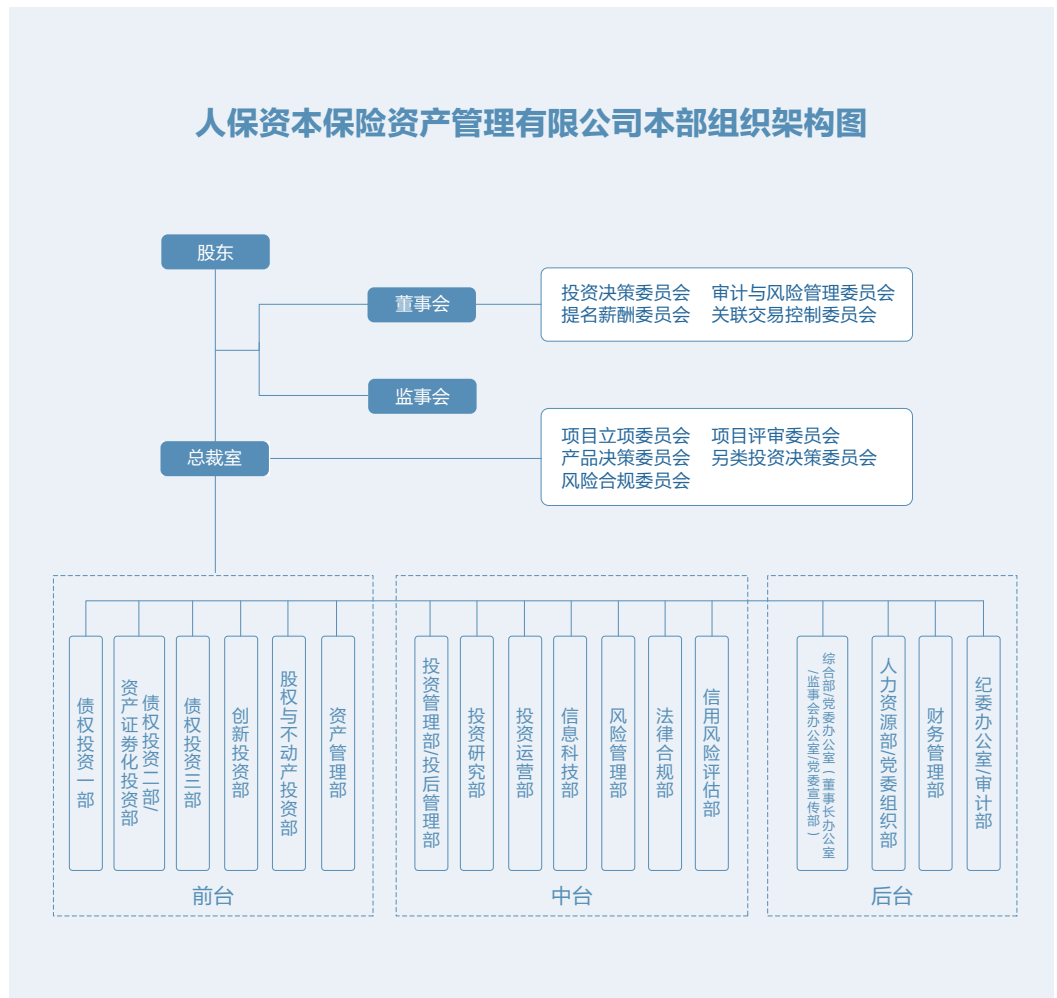 人保资本保险资产管理有限公司本部组织架构图
股东
董事会
投资决策委员会 审计与风险管理委员会
提名薪酬委员会 关联交易控制委员会
监事会
总裁室
项目立项委员会 项目评审委员会
产品决策委员会 另类投资决策委员会
风险合规委员会
债权投资一部
债权投资二部/
资产证券化投资部
债权投资三部
创新投资部
股权与不动产投资部
资产管理部
投资管理部/投后管理部
投资研究部
投资运营部
信息科技部
风险管理部
法律合规部
信用风险评估部
综合部/党委办公室（董事长办公室
/监事会办公室/党委宣传部）
人力资源部/党委组织部
财务管理部
纪委办公室/审计部
前台
中台
后台